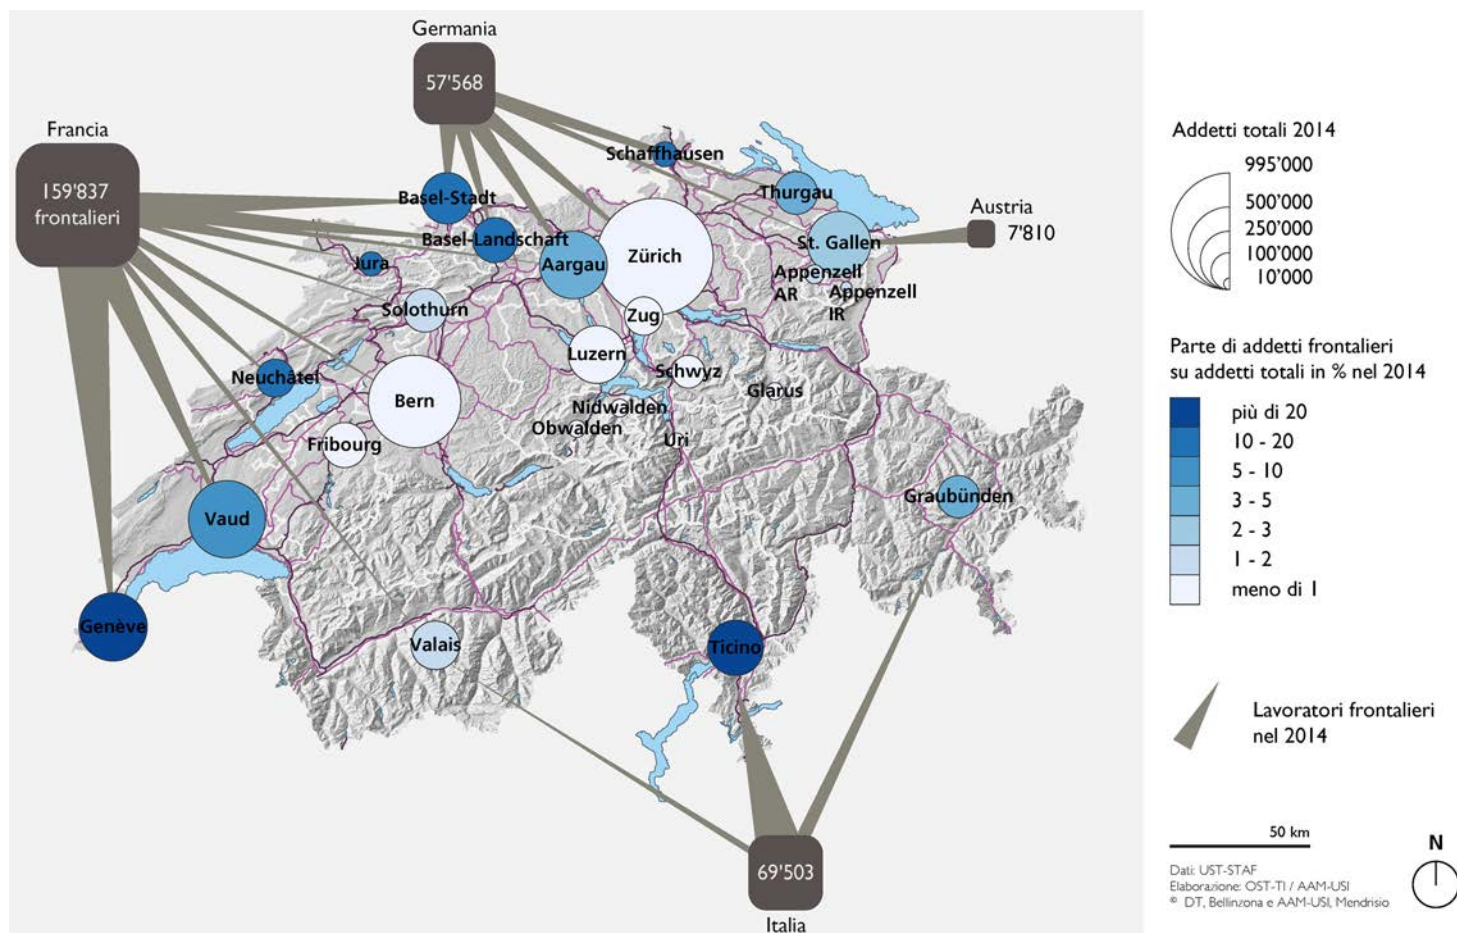 Germania
57'568
Francia
159'837
frontalieri
Schaffhausen
Basel-Stadt
Thurgau
Austria
7'810
Basel-Landschaft
St. Gallen
Zürich
Aargau
Jura
Appenzell
AR
Appenzell
IR
Solothurn
Zug
Luzern
Schwyz
Neuchâtel
Glarus
Bern
Nidwalden
Obwalden
Fribourg
Uri
Graubünden
Vaud
Genève
Valais
Ticino
69'503
Italia
Addetti totali 2014
995'000
500'000
250'000
100'000
10'000
Parte di addetti frontalieri
su addetti totali in % nel 2014
più di 20
10 - 20
5 - 10
3 - 5
2 - 3
1 - 2
meno di 1
Lavoratori frontalieri
nel 2014
50 km
N
Dati: UST-STAF
Elaborazione: OST-TI / AAM-USI
© DT, Bellinzona e AAM-USI, Mendrisio